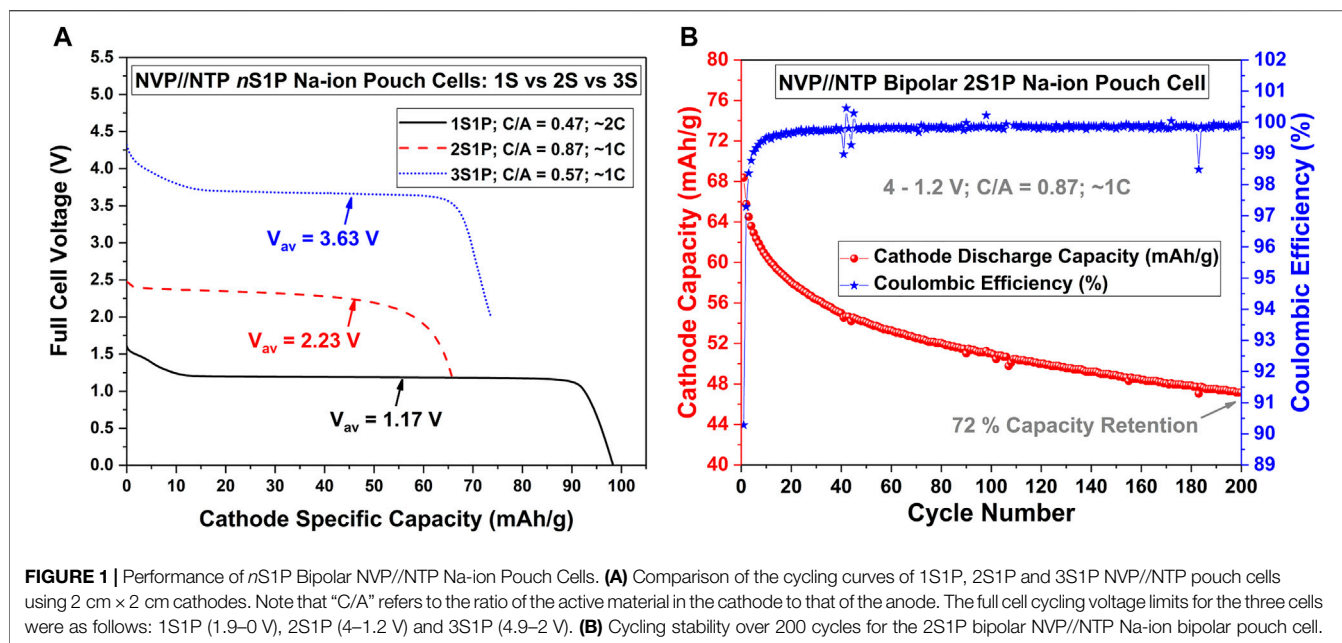 A
NVP//NTP nS1P Na-ion Pouch Cells: 1S vs 2S vs 3S
1S1P; C/A = 0.47; ~2C
2S1P; C/A = 0.87; ~1C
3S1P; C/A = 0.57; ~1C
Full Cell Voltage (V)
5.5
5.0
4.5
4.0
3.5
3.0
2.5
2.0
1.5
1.0
0.5
0.0
Vav = 3.63 V
Vav = 2.23 V
Vav = 1.17 V
0 10 20 30 40 50 60 70 80 90 100
Cathode Specific Capacity (mAh/g)
B
NVP//NTP Bipolar 2S1P Na-ion Pouch Cell
Cathode Capacity (mAh/g)
80
76
72
68
64
60
56
52
48
44
40
4 - 1.2 V; C/A = 0.87; ~1C
Cathode Discharge Capacity (mAh/g)
Coulombic Efficiency (%)
72 % Capacity Retention
102
101
100
99
98
97
96
95
94
93
92
91
90
89
Coulombic Efficiency (%)
0 20 40 60 80 100 120 140 160 180 200
Cycle Number
FIGURE 1 | Performance of nS1P Bipolar NVP//NTP Na-ion Pouch Cells. (A) Comparison of the cycling curves of 1S1P, 2S1P and 3S1P NVP//NTP pouch cells
using 2 cm × 2 cm cathodes. Note that “C/A” refers to the ratio of the active material in the cathode to that of the anode. The full cell cycling voltage limits for the three cells
were as follows: 1S1P (1.9–0 V), 2S1P (4–1.2 V) and 3S1P (4.9–2 V). (B) Cycling stability over 200 cycles for the 2S1P bipolar NVP//NTP Na-ion bipolar pouch cell.